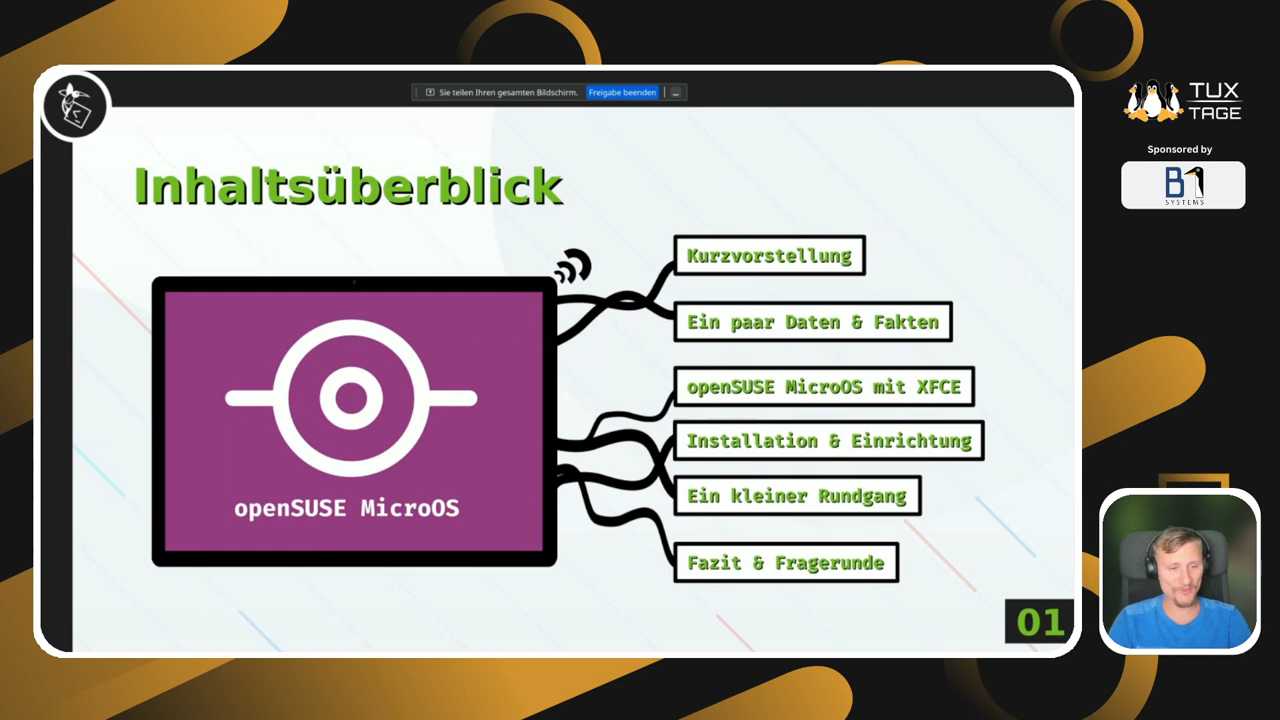 Sie teilen Ihren gesamten Bildschirm. Freigabe beenden
TUX
TAGE
Sponsored by
B1
SYSTEMS
Inhaltsüberblick
Kurzvorstellung
Ein paar Daten & Fakten
openSUSE MicroOS mit XFCE
Installation & Einrichtung
Ein kleiner Rundgang
Fazit & Fragerunde
openSUSE MicroOS
01